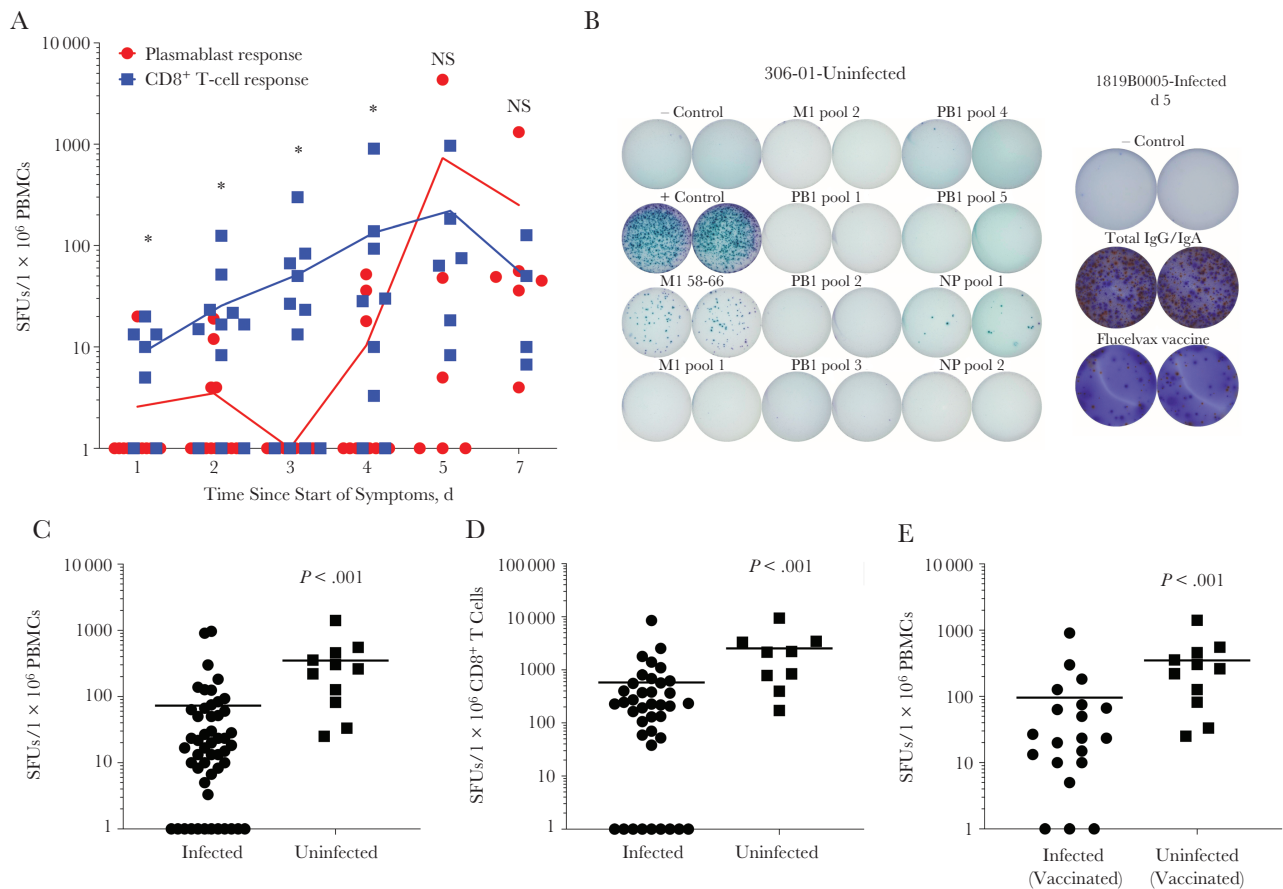 A
10 000
1000
100
10
1
SFUs/1 × 10⁶ PBMCs
Plasmablast response
CD8⁺ T-cell response
*
*
*
*
NS
NS
1 2 3 4 5 7
Time Since Start of Symptoms, d
B
306-01-Uninfected
– Control M1 pool 2 PB1 pool 4
+ Control PB1 pool 1 PB1 pool 5
M1 58-66 PB1 pool 2 NP pool 1
M1 pool 1 PB1 pool 3 NP pool 2
1819B0005-Infected
d 5
– Control
Total IgG/IgA
Flucelvax vaccine
C
10 000
1000
100
10
1
SFUs/1 × 10⁶ PBMCs
P < .001
Infected Uninfected
D
100 000
10 000
1000
100
10
1
SFUs/1 × 10⁶ CD8⁺ T Cells
P < .001
Infected Uninfected
E
10 000
1000
100
10
1
SFUs/1 × 10⁶ PBMCs
P < .001
Infected Uninfected
(Vaccinated) (Vaccinated)